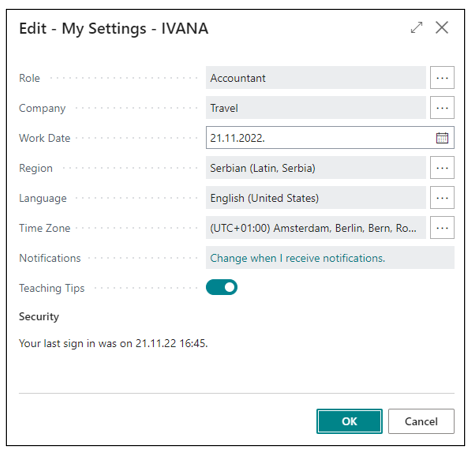 Edit - My Settings - IVANA
Role Accountant
Company Travel
Work Date 21.11.2022.
Region Serbian (Latin, Serbia)
Language English (United States)
Time Zone (UTC+01:00) Amsterdam, Berlin, Bern, Ro...
Notifications Change when I receive notifications.
Teaching Tips
Security
Your last sign in was on 21.11.22 16:45.
OK Cancel